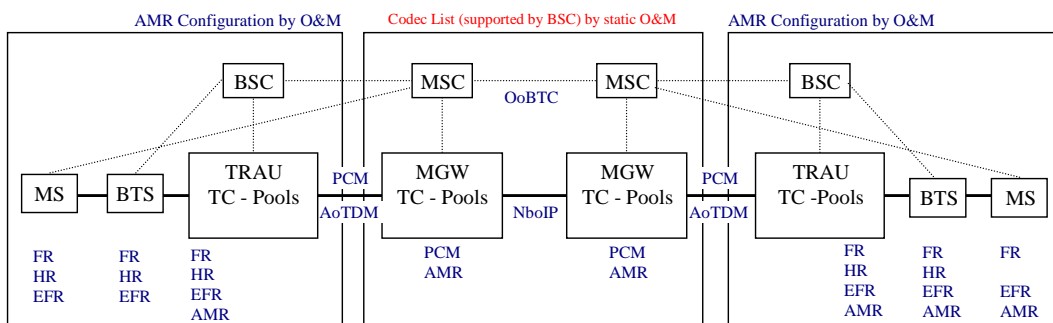 AMR Configuration by O&M
Codec List (supported by BSC) by static O&M
AMR Configuration by O&M
BSC
MSC
MSC
BSC
OoBTC
MS
BTS
TRAU
TC - Pools
PCM
AoTDM
MGW
TC - Pools
NboIP
MGW
TC - Pools
PCM
AoTDM
TRAU
TC -Pools
BTS
MS
FR
HR
EFR
FR
HR
EFR
FR
HR
EFR
AMR
PCM
AMR
PCM
AMR
FR
HR
EFR
AMR
FR
HR
EFR
AMR
FR
EFR
AMR